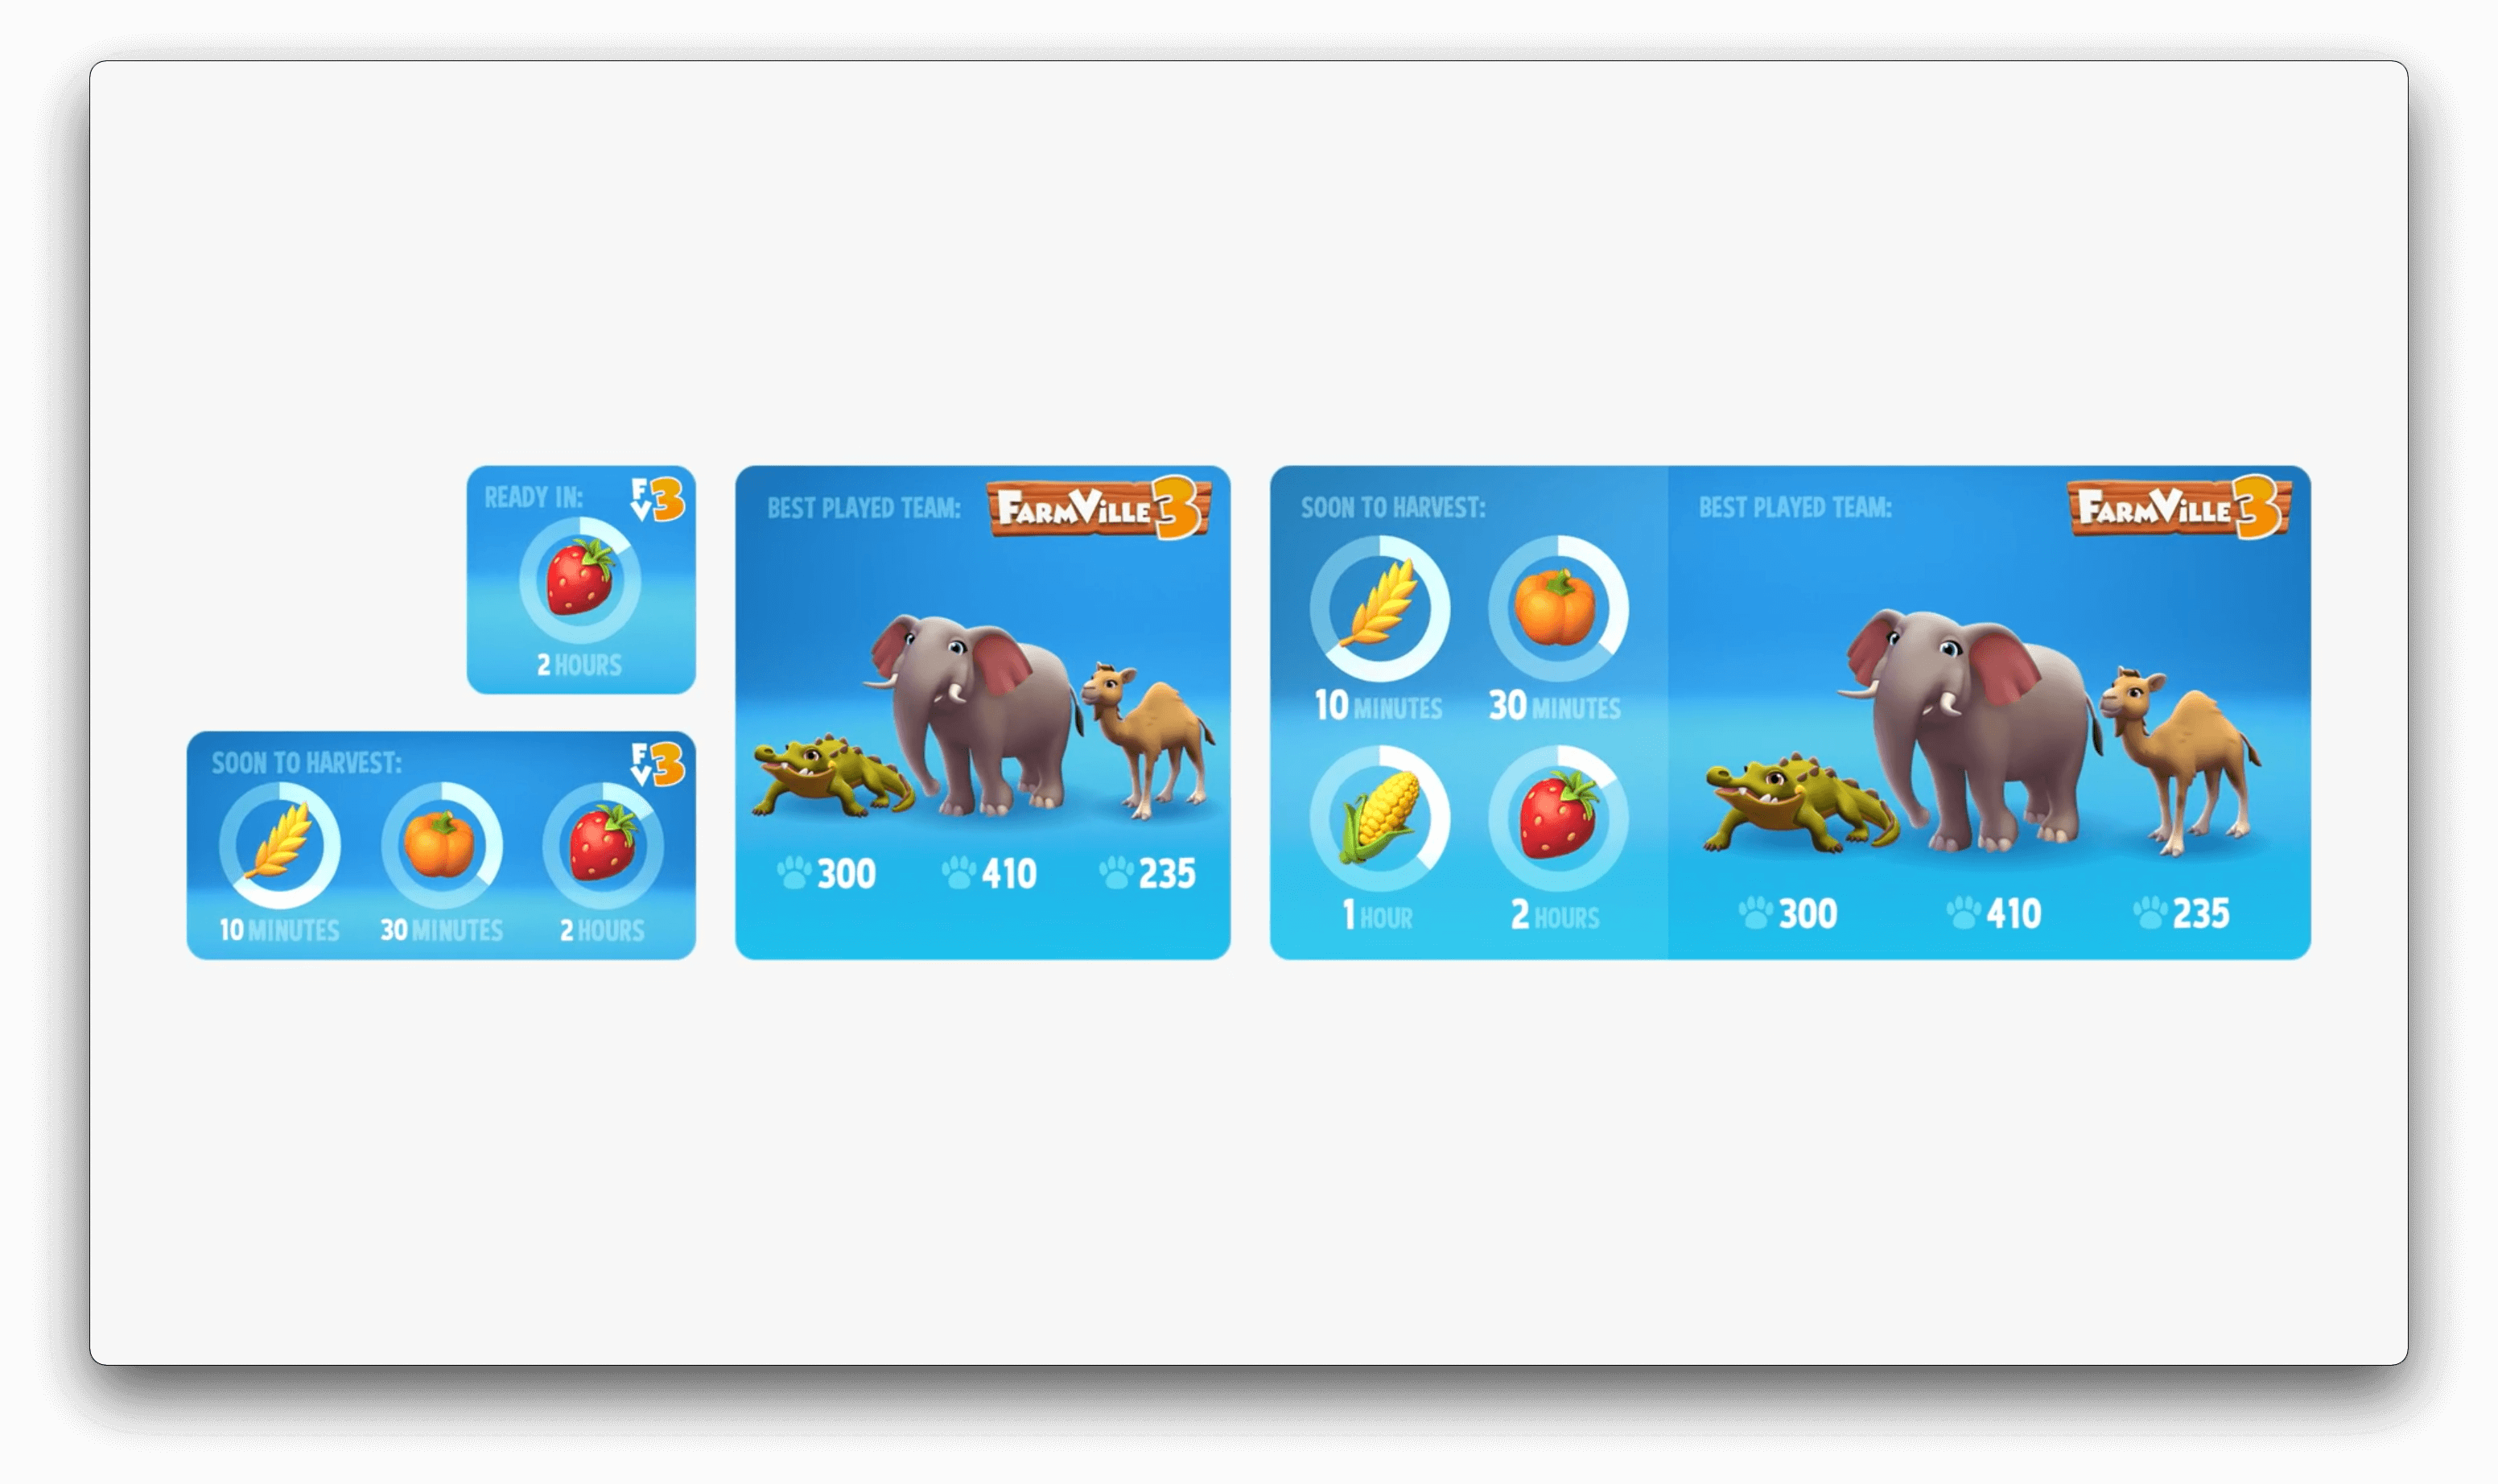 READY IN:
FV3
2 HOURS
SOON TO HARVEST:
FV3
10 MINUTES
30 MINUTES
2 HOURS
BEST PLAYED TEAM:
FARMVILLE 3
300
410
235
SOON TO HARVEST:
10 MINUTES
30 MINUTES
1 HOUR
2 HOURS
BEST PLAYED TEAM:
FARMVILLE 3
300
410
235